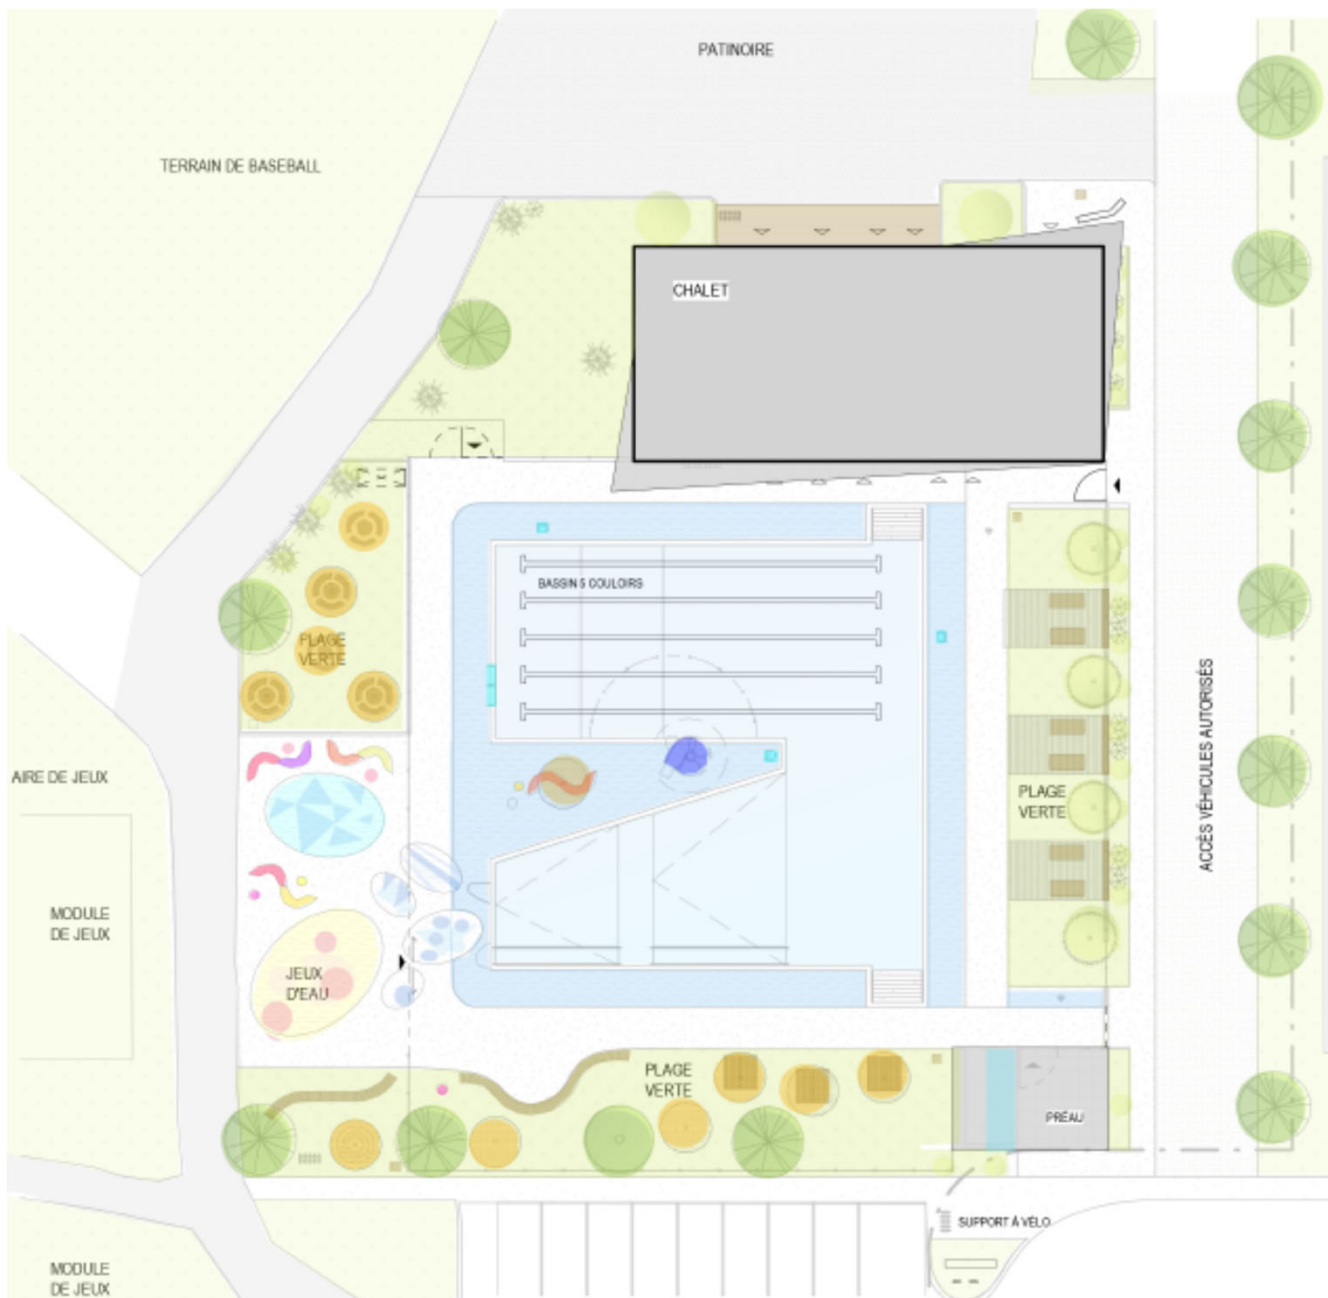 PATINOIRE
TERRAIN DE BASEBALL
CHALET
BASSIN 5 COULOIRS
PLAGE
VERTE
AIRE DE JEUX
PLAGE
VERTE
ACCÈS VÉHICULES AUTORISÉS
MODULE
DE JEUX
JEUX
D'EAU
PLAGE
VERTE
PRÉAU
SUPPORT À VÉLO
MODULE
DE JEUX